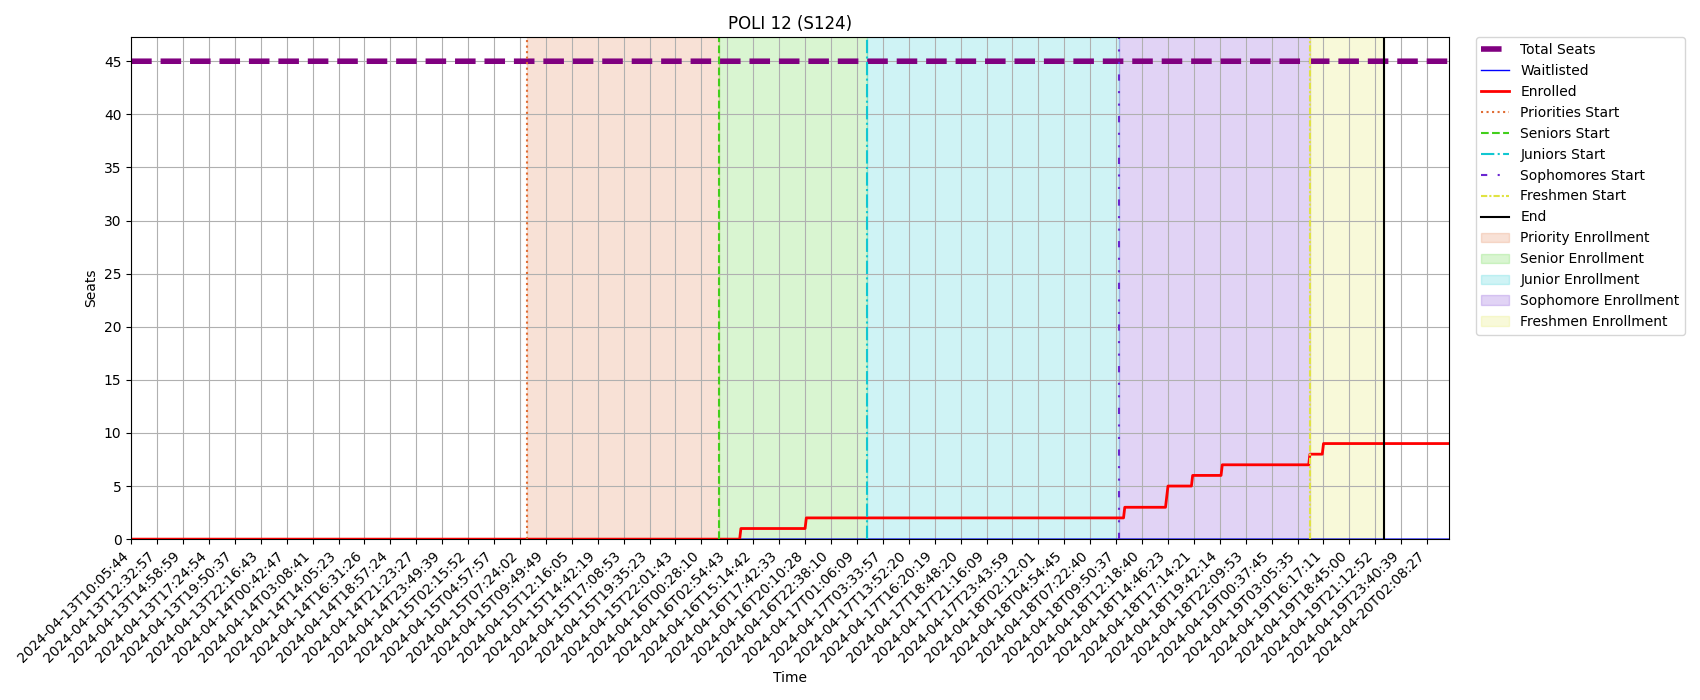 POLI 12 (S124)
Seats
45
40
35
30
25
20
15
10
5
0
2024-04-13T10:05:44
2024-04-13T12:32:57
2024-04-13T14:58:59
2024-04-13T17:24:54
2024-04-13T19:50:37
2024-04-13T22:16:43
2024-04-14T00:42:47
2024-04-14T03:08:41
2024-04-14T14:05:23
2024-04-14T16:31:26
2024-04-14T18:57:24
2024-04-14T21:23:27
2024-04-14T23:49:39
2024-04-15T02:15:52
2024-04-15T04:57:57
2024-04-15T07:24:02
2024-04-15T09:49:49
2024-04-15T12:16:05
2024-04-15T14:42:19
2024-04-15T17:08:53
2024-04-15T19:35:23
2024-04-15T22:01:43
2024-04-16T00:28:10
2024-04-16T02:54:43
2024-04-16T15:14:42
2024-04-16T17:42:33
2024-04-16T20:10:28
2024-04-16T22:38:10
2024-04-17T01:06:09
2024-04-17T03:33:57
2024-04-17T13:52:20
2024-04-17T16:20:19
2024-04-17T18:48:20
2024-04-17T21:16:09
2024-04-17T23:43:59
2024-04-18T02:12:01
2024-04-18T04:54:45
2024-04-18T07:22:40
2024-04-18T09:50:37
2024-04-18T12:18:40
2024-04-18T14:46:23
2024-04-18T17:14:21
2024-04-18T19:42:14
2024-04-18T22:09:53
2024-04-19T00:37:45
2024-04-19T03:05:35
2024-04-19T16:17:11
2024-04-19T18:45:00
2024-04-19T21:12:52
2024-04-19T23:40:39
2024-04-20T02:08:27
Time
Total Seats
Waitlisted
Enrolled
Priorities Start
Seniors Start
Juniors Start
Sophomores Start
Freshmen Start
End
Priority Enrollment
Senior Enrollment
Junior Enrollment
Sophomore Enrollment
Freshmen Enrollment